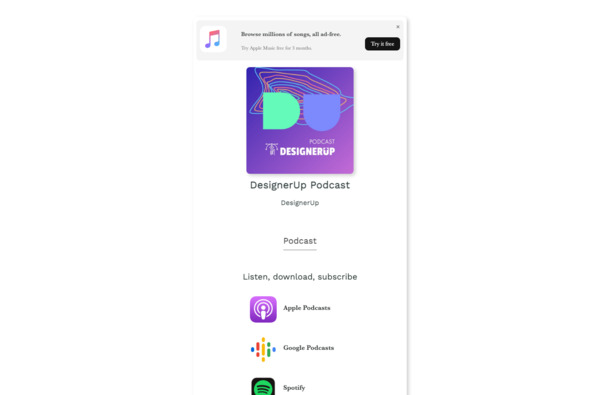 Browse millions of songs, all ad-free.
Try Apple Music free for 3 months.
Try it free
PODCAST
DESIGNERUP
DesignerUp Podcast
DesignerUp
Podcast
Listen, download, subscribe
Apple Podcasts
Google Podcasts
Spotify